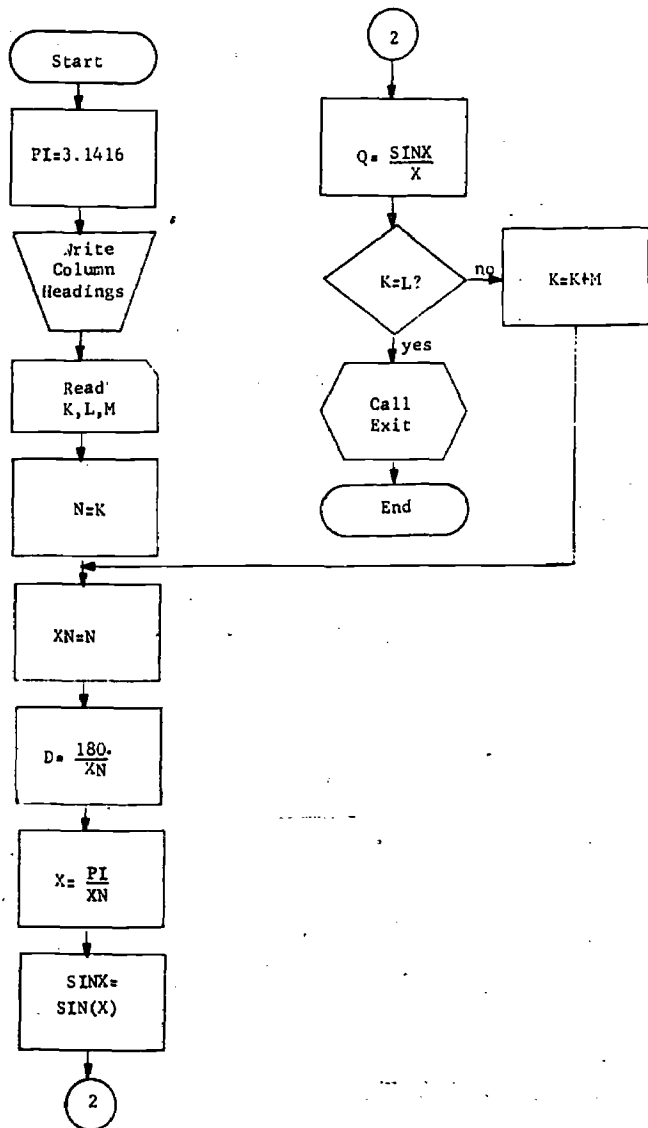 Start
PI=3.1416
Write
Column
Headings
Read
K,L,M
N=K
XN=N
D= 180.
XN
X= PI
XN
SINX=
SIN(X)
2
2
Q= SINX
X
K=L?
no
K=K+M
yes
Call
Exit
End